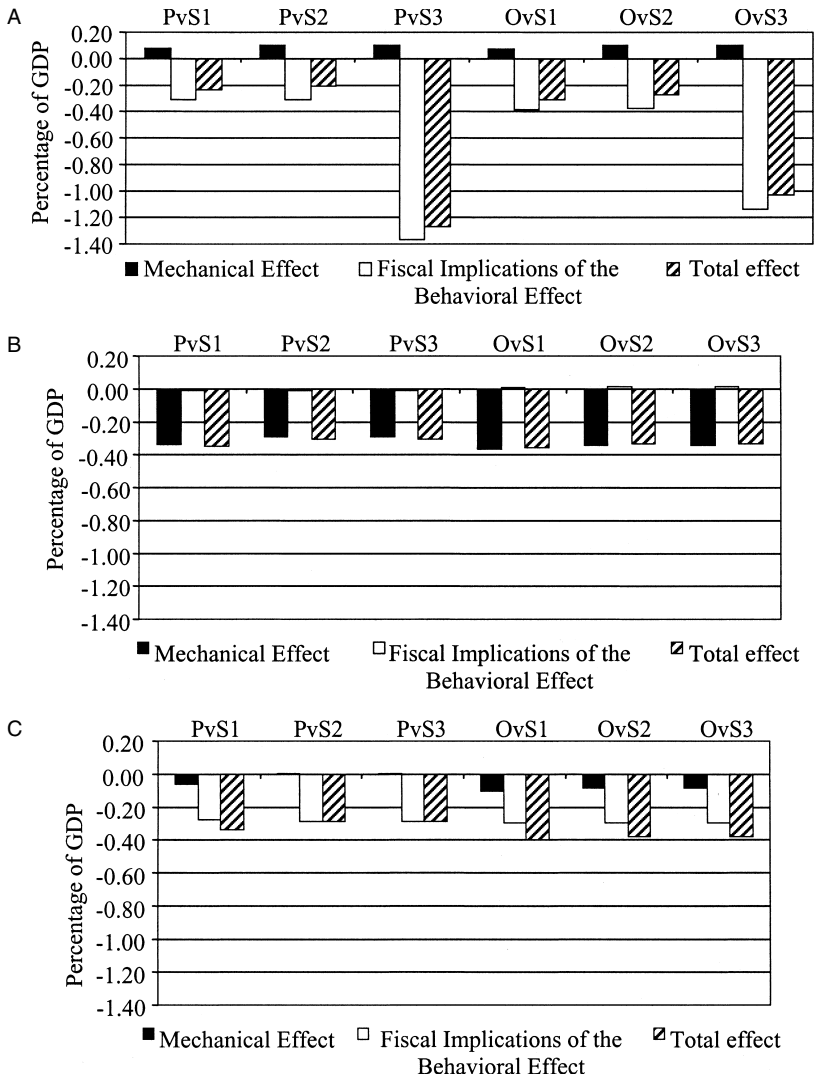 A
PvS1 PvS2 PvS3 OvS1 OvS2 OvS3
Percentage of GDP
0.20
0.00
-0.20
-0.40
-0.60
-0.80
-1.00
-1.20
-1.40
Mechanical Effect Fiscal Implications of the Total effect
Behavioral Effect
B
PvS1 PvS2 PvS3 OvS1 OvS2 OvS3
Percentage of GDP
0.20
0.00
-0.20
-0.40
-0.60
-0.80
-1.00
-1.20
-1.40
Mechanical Effect Fiscal Implications of the Total effect
Behavioral Effect
C
PvS1 PvS2 PvS3 OvS1 OvS2 OvS3
Percentage of GDP
0.20
0.00
-0.20
-0.40
-0.60
-0.80
-1.00
-1.20
-1.40
Mechanical Effect Fiscal Implications of the Total effect
Behavioral Effect